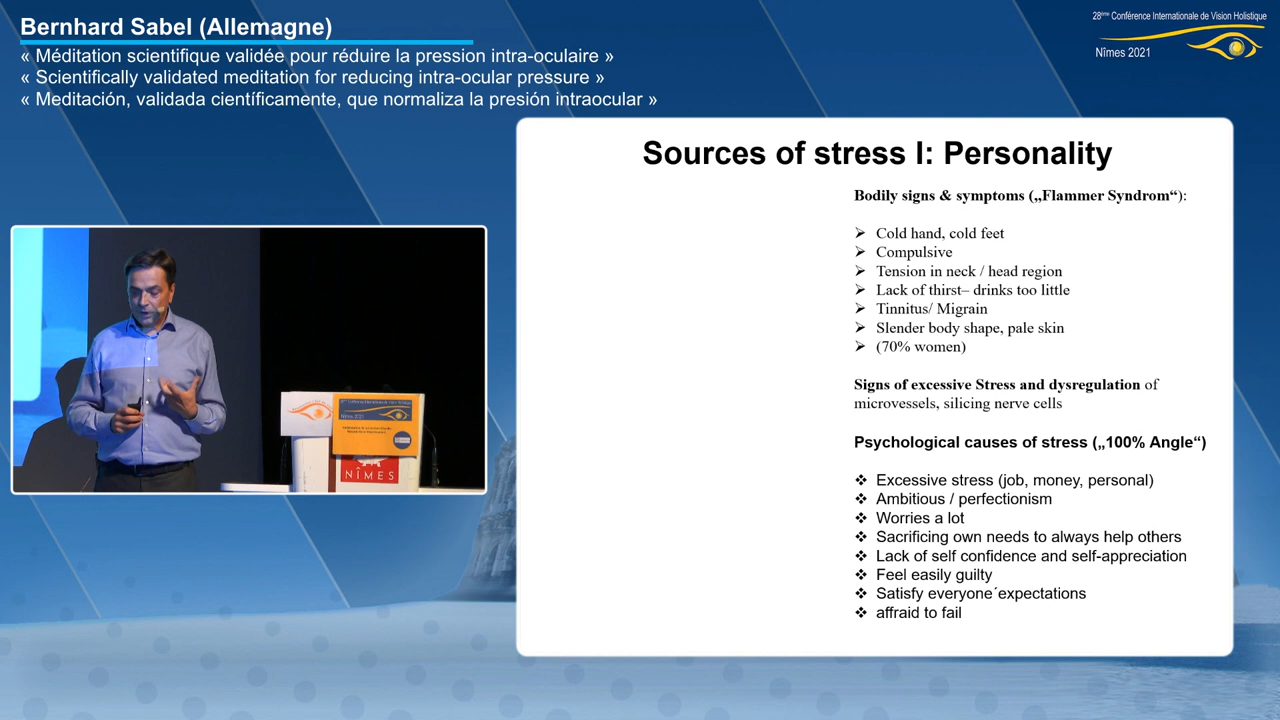 Bernhard Sabel (Allemagne)
« Méditation scientifique validée pour réduire la pression intra-oculaire »
« Scientifically validated meditation for reducing intra-ocular pressure »
« Meditación, validada científicamente, que normaliza la presión intraocular »
28ème Conférence Internationale de Vision Holistique
Nîmes 2021
Sources of stress I: Personality
Bodily signs & symptoms („Flammer Syndrom“):
➢ Cold hand, cold feet
➢ Compulsive
➢ Tension in neck / head region
➢ Lack of thirst– drinks too little
➢ Tinnitus/ Migrain
➢ Slender body shape, pale skin
➢ (70% women)
Signs of excessive Stress and dysregulation of
microvessels, silicing nerve cells
Psychological causes of stress („100% Angle“)
❖ Excessive stress (job, money, personal)
❖ Ambitious / perfectionism
❖ Worries a lot
❖ Sacrificing own needs to always help others
❖ Lack of self confidence and self-appreciation
❖ Feel easily guilty
❖ Satisfy everyone´expectations
❖ affraid to fail
Nîmes 2021
NÎMES